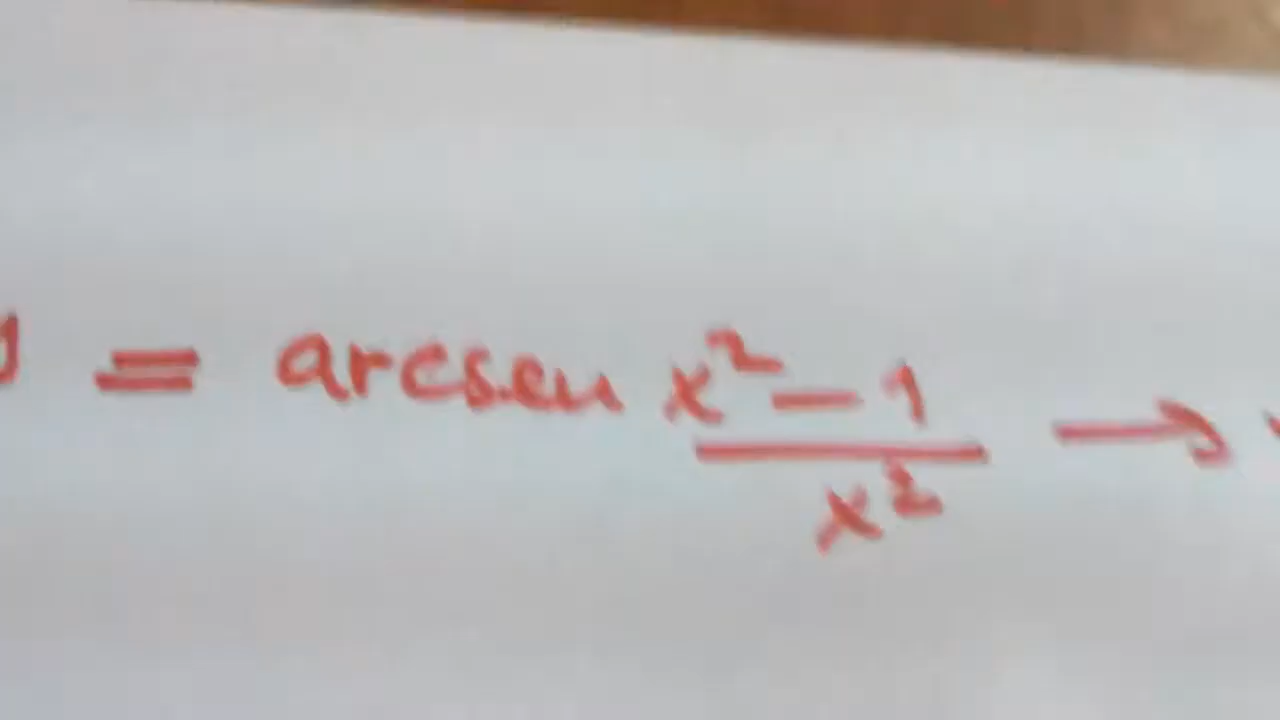 = arcsen x² - 1 / x² →